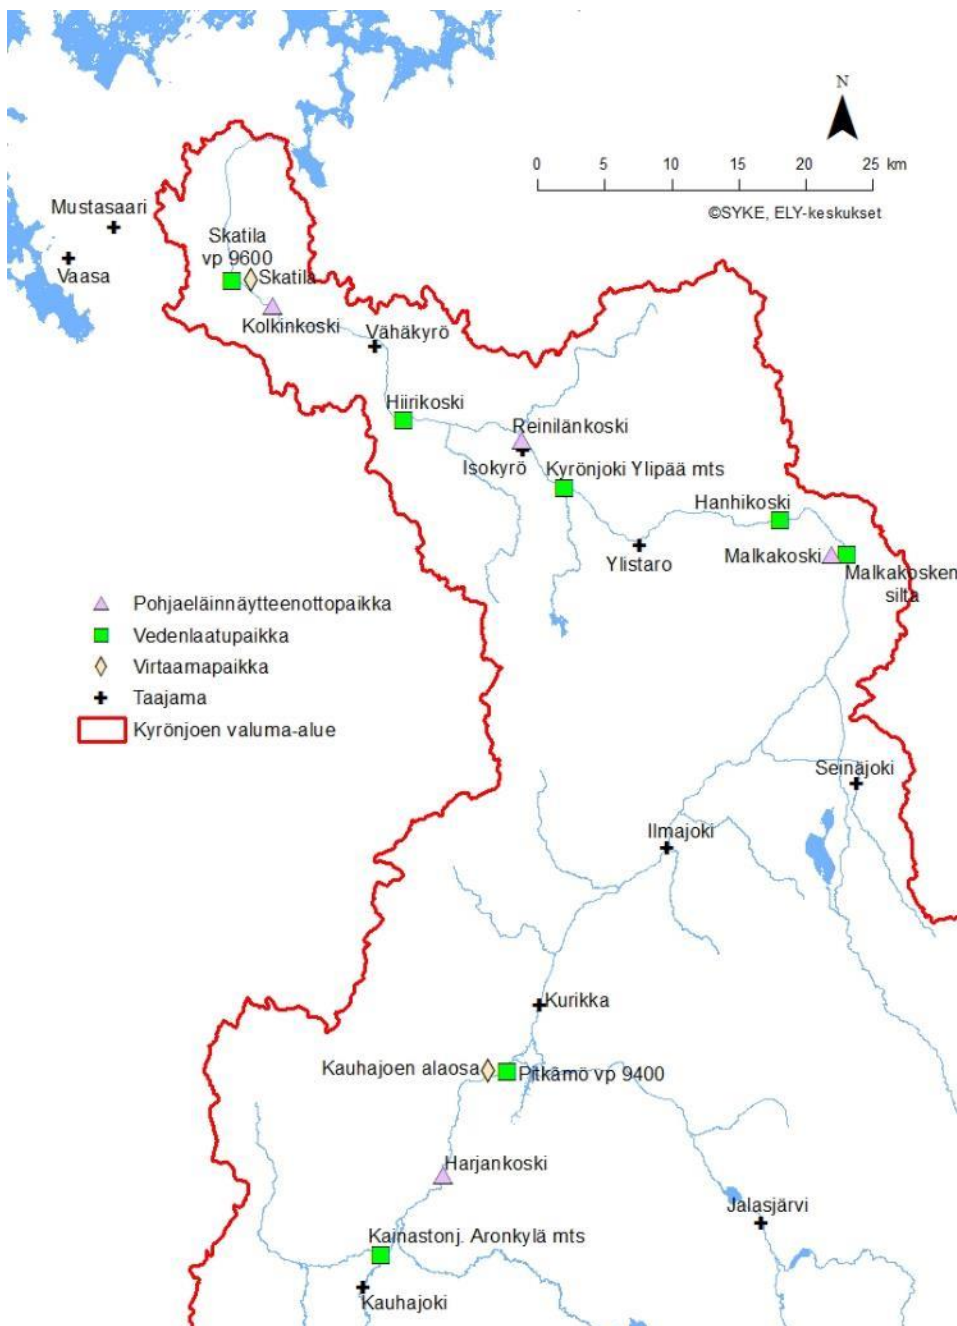 N
0 5 10 15 20 25 km
©SYKE, ELY-keskukset
Mustasaari
Vaasa
Skatila
vp 9600
Skatila
Kolkinkoski
Vähäkyrö
Hiirikoski
Reinilänkoski
Isokyrö
Kyrönjoki Ylipää mts
Hanhikoski
Ylistaro
Malkakoski
Malkakosken
silta
Pohjaeläinnäytteenottopaikka
Vedenlaatupaikka
Virtaamapaikka
Taajama
Kyrönjoen valuma-alue
Seinäjoki
Ilmajoki
Kurikka
Kauhajoen alaosa
Pitkämö vp 9400
Harjankoski
Jalasjärvi
Kainastonj. Aronkylä mts
Kauhajoki